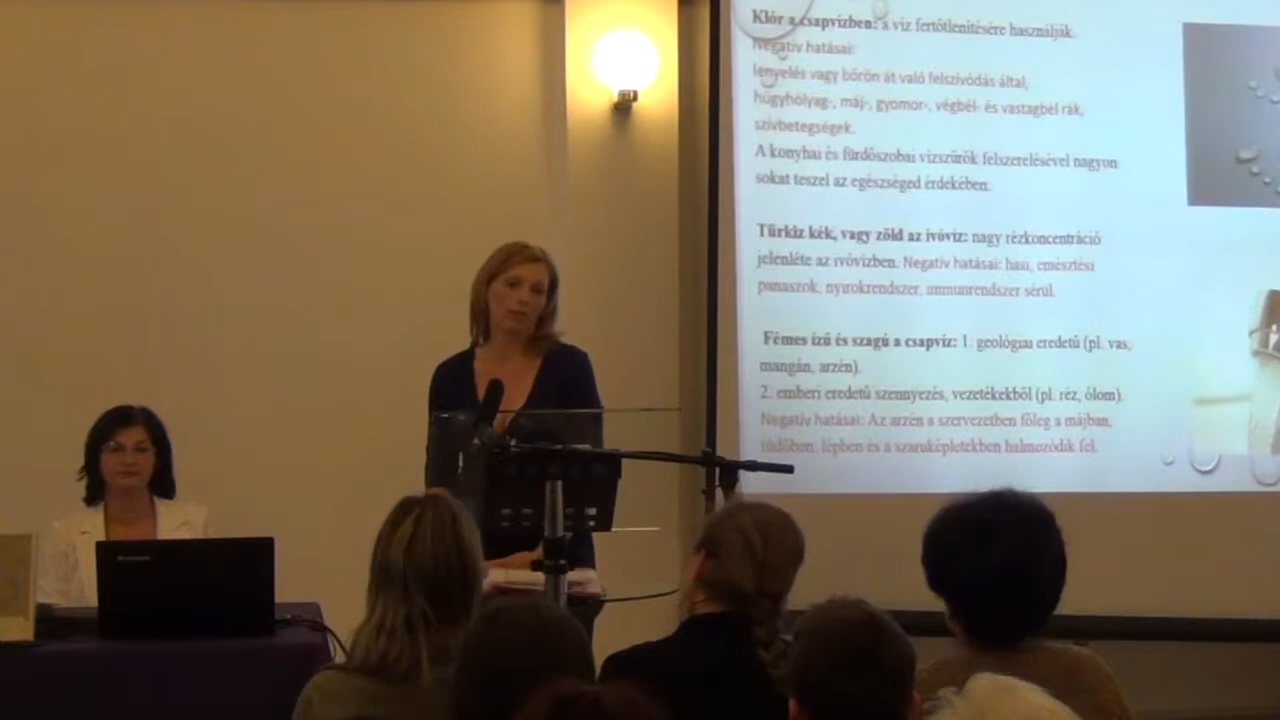 Klór a csapvízben: a víz fertőtlenítésére használják.
Negatív hatásai:
lenyelés vagy bőrön át való felszívódás által,
húgyhólyag-, máj-, gyomor-, végbél- és vastagbél rák,
szívbetegségek.
A konyhai és fürdőszobai vízszűrők felszerelésével nagyon
sokat teszel az egészséged érdekében.
Türkiz kék, vagy zöld az ivóvíz: nagy rézkoncentráció
jelenléte az ivóvízben. Negatív hatásai: hasi, emésztési
panaszok, nyirokrendszer, immunrendszer sérül.
Fémes ízű és szagú a csapvíz: 1. geológiai eredetű (pl. vas,
mangán, arzén).
2. emberi eredetű szennyezés, vezetékekből (pl. réz, ólom).
Negatív hatásai: Az arzén a szervezetben főleg a májban,
tüdőben, lépben és a szaruképletekben halmozódik fel.